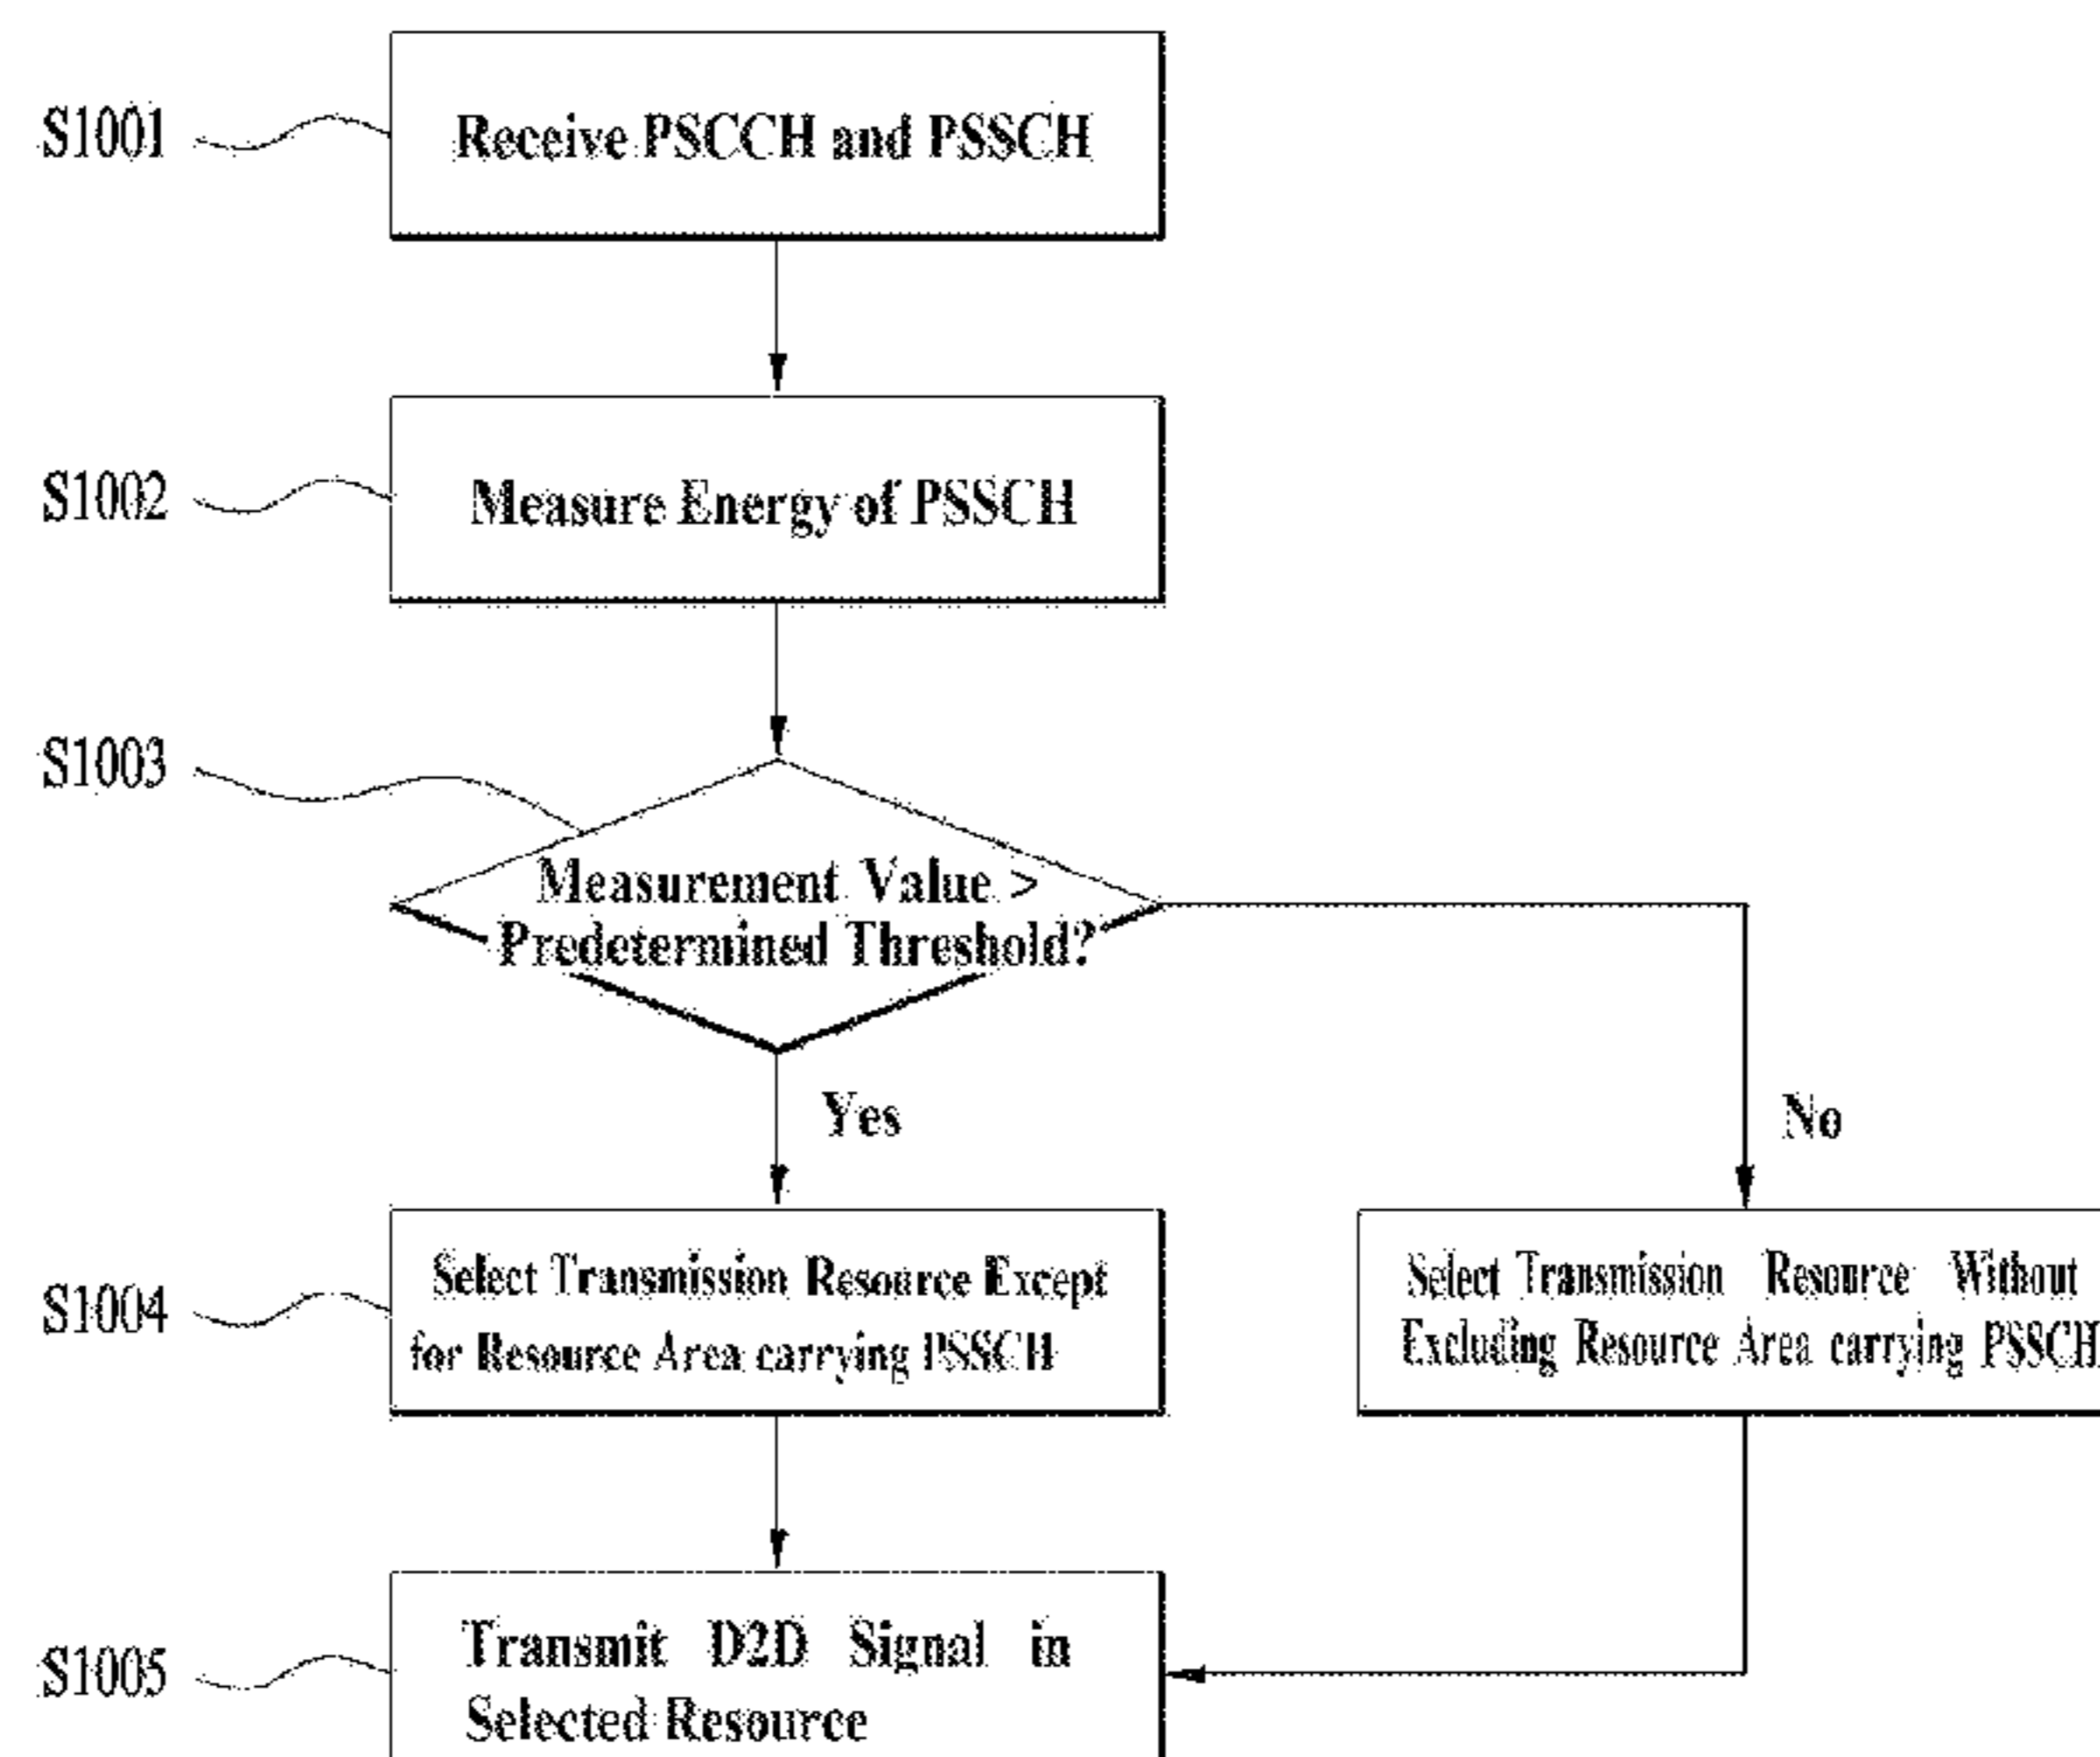 S1001
Receive PSCCH and PSSCH
S1002
Measure Energy of PSSCH
S1003
Measurement Value >
Predetermined Threshold?
Yes
No
S1004
Select Transmission Resource Except
for Resource Area carrying PSSCH
Select Transmission Resource Without
Excluding Resource Area carrying PSSCH
S1005
Transmit D2D Signal in
Selected Resource